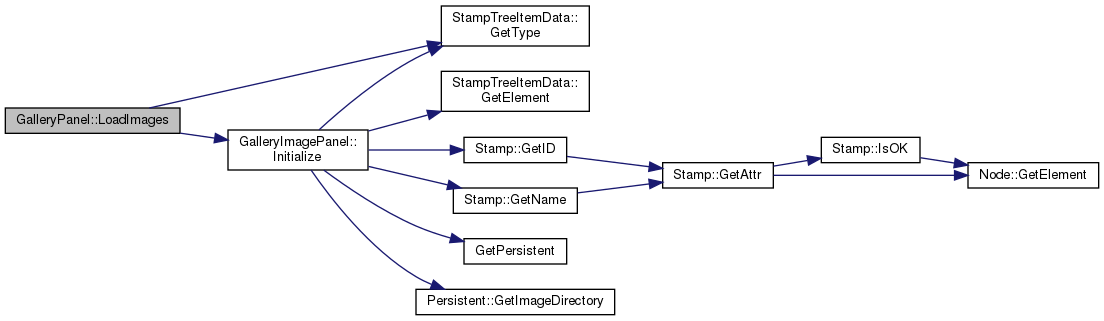 StampTreeItemData::
GetType
StampTreeItemData::
GetElement
GalleryPanel::LoadImages
GalleryImagePanel::
Initialize
Stamp::GetID
Stamp::IsOK
Stamp::GetAttr
Node::GetElement
Stamp::GetName
GetPersistent
Persistent::GetImageDirectory